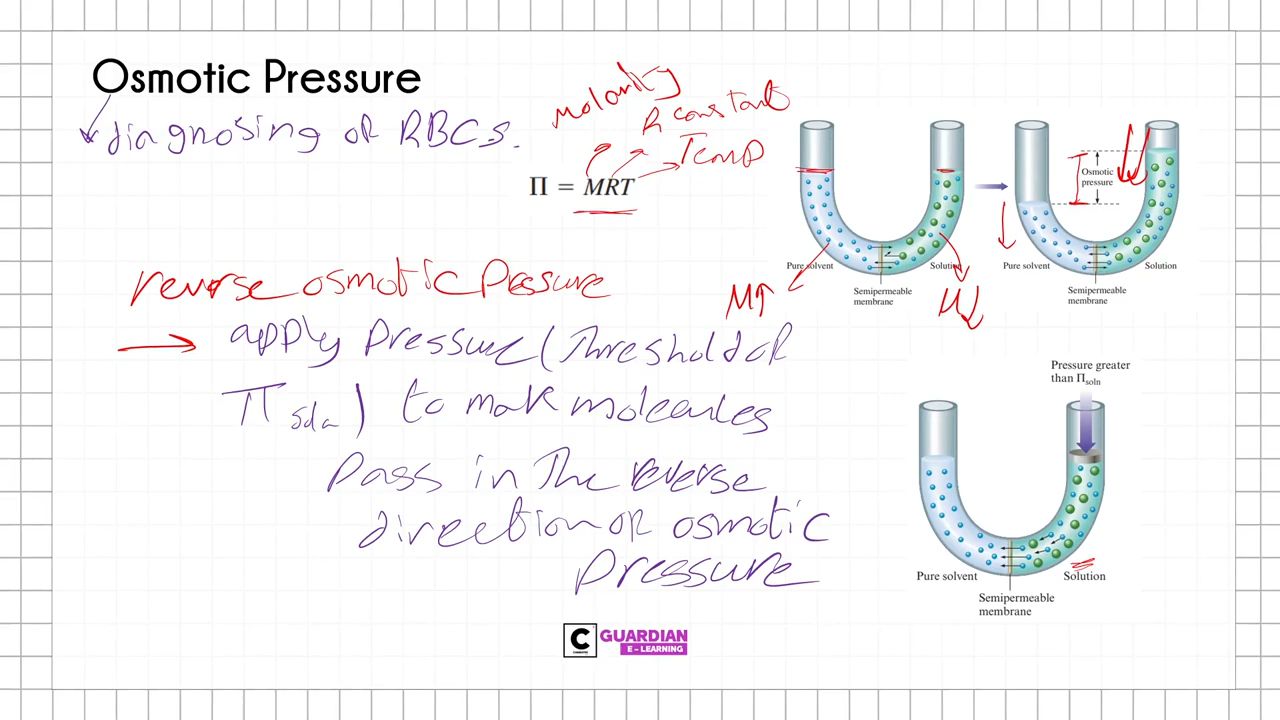 Osmotic Pressure
diagnosing of RBCs.
molarity
R constant
Temp
Π = MRT
Osmotic
pressure
Pure solvent
Solution
Semipermeable
membrane
Pure solvent
Solution
Semipermeable
membrane
M↑
reverse osmotic Pressure
→ apply Pressure (Threshold of
Π soln) to make molecules
Pass in The reverse
direction of osmotic
Pressure
Pressure greater
than Πsoln
Pure solvent
Solution
Semipermeable
membrane
C
GUARDIAN
E - LEARNING